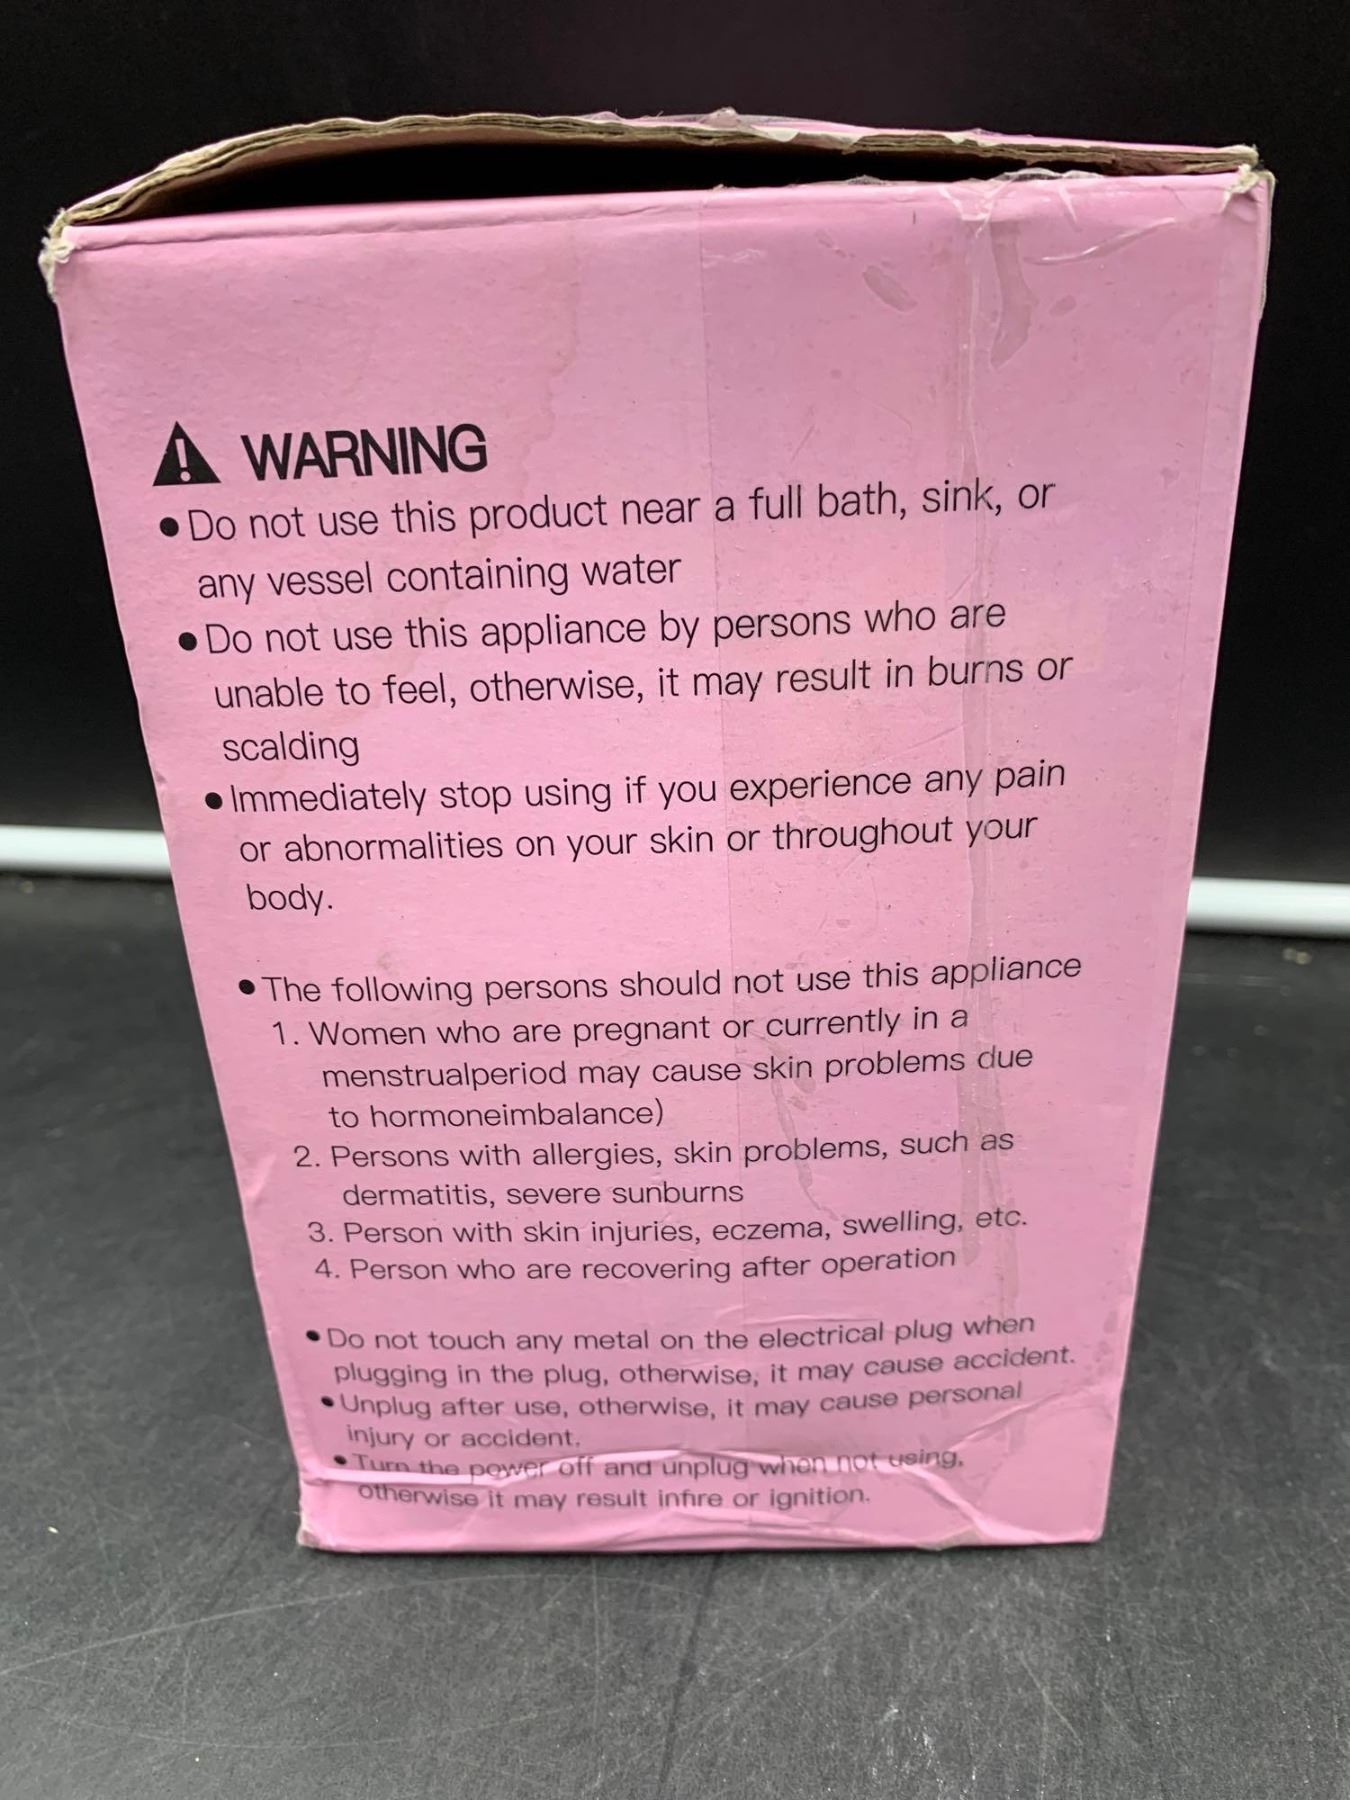 WARNING
● Do not use this product near a full bath, sink, or
any vessel containing water
● Do not use this appliance by persons who are
unable to feel, otherwise, it may result in burns or
scalding
● Immediately stop using if you experience any pain
or abnormalities on your skin or throughout your
body.
● The following persons should not use this appliance
1. Women who are pregnant or currently in a
menstrualperiod may cause skin problems due
to hormoneimbalance)
2. Persons with allergies, skin problems, such as
dermatitis, severe sunburns
3. Person with skin injuries, eczema, swelling, etc.
4. Person who are recovering after operation
● Do not touch any metal on the electrical plug when
plugging in the plug, otherwise, it may cause accident.
● Unplug after use, otherwise, it may cause personal
injury or accident.
● Turn the power off and unplug when not using,
otherwise it may result infire or ignition.